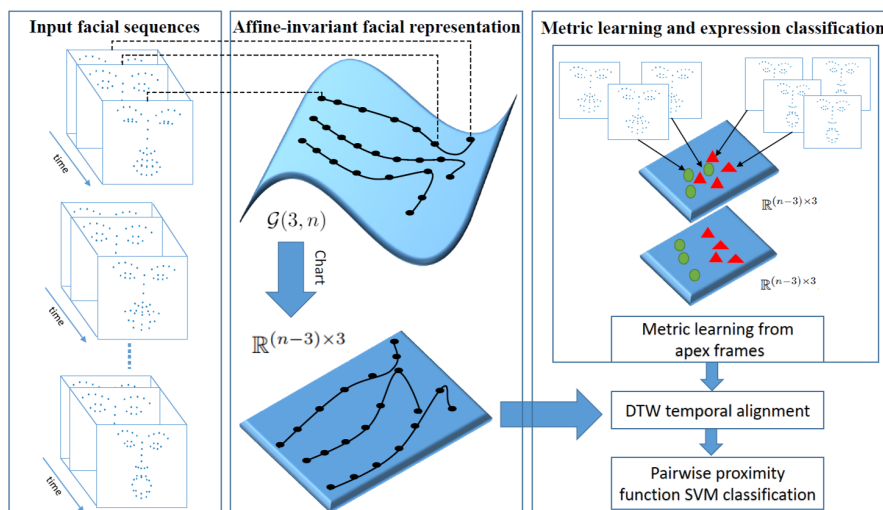 Input facial sequences
time
time
time
Affine-invariant facial representation
𝒢(3, n)
Chart
ℝ^{(n−3)×3}
Metric learning and expression classification
ℝ^{(n−3)×3}
ℝ^{(n−3)×3}
Metric learning from
apex frames
DTW temporal alignment
Pairwise proximity
function SVM classification